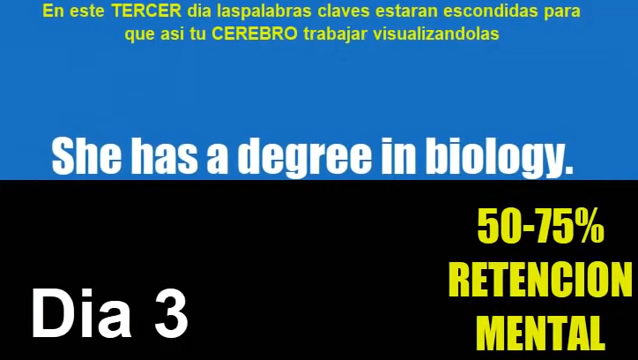 En este TERCER dia laspalabras claves estaran escondidas para
que asi tu CEREBRO trabajar visualizandolas
She has a degree in biology.
50-75%
RETENCION
MENTAL
Dia 3